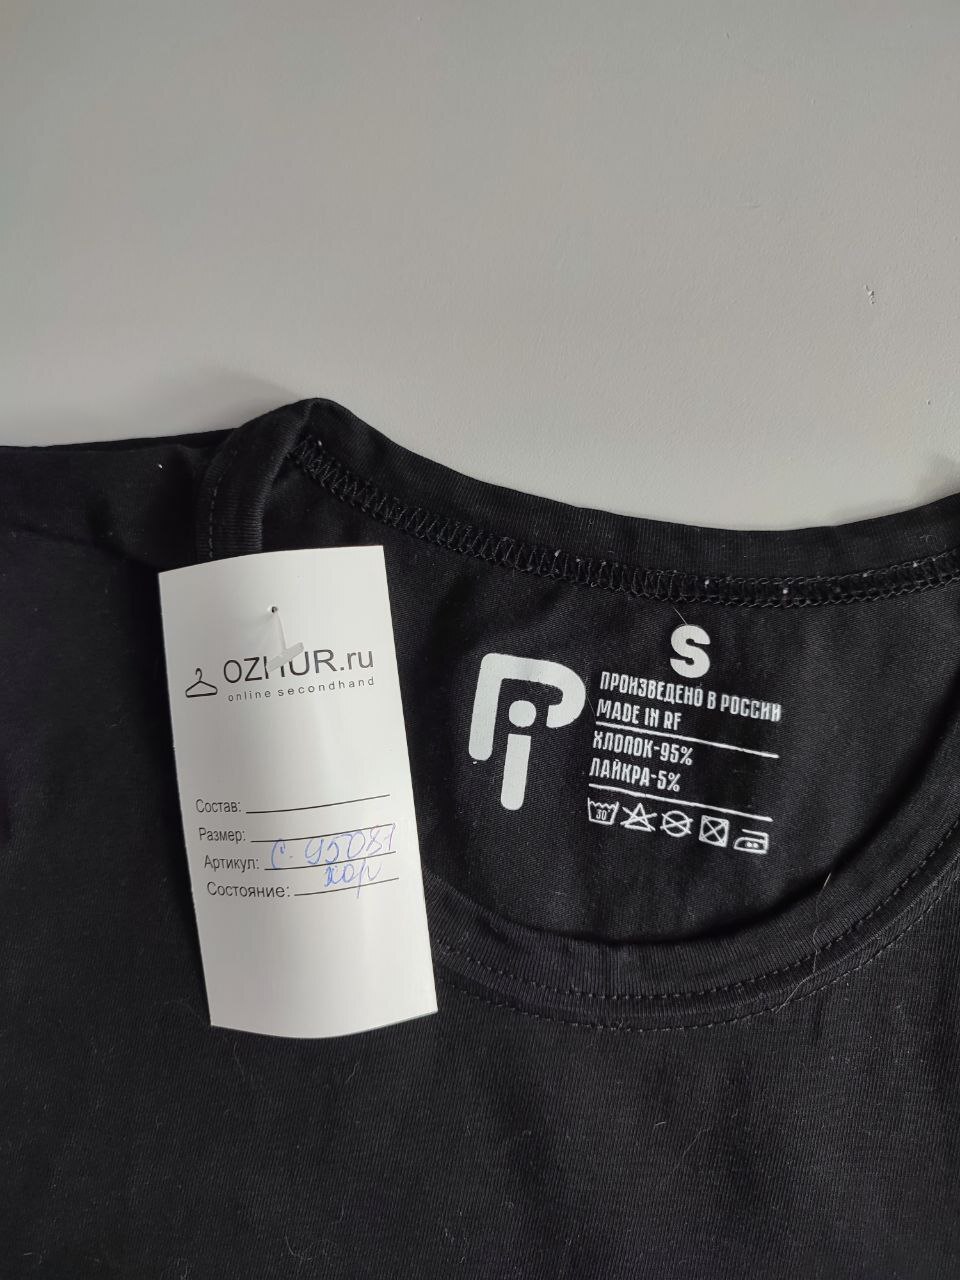 OZHUR.ru
online secondhand
Состав:
Размер:
Артикул: С-45081
Состояние: хор
S
Pi
ПРОИЗВЕДЕНО В РОССИИ
MADE IN RF
ХЛОПОК-95%
ЛАЙКРА-5%
30°